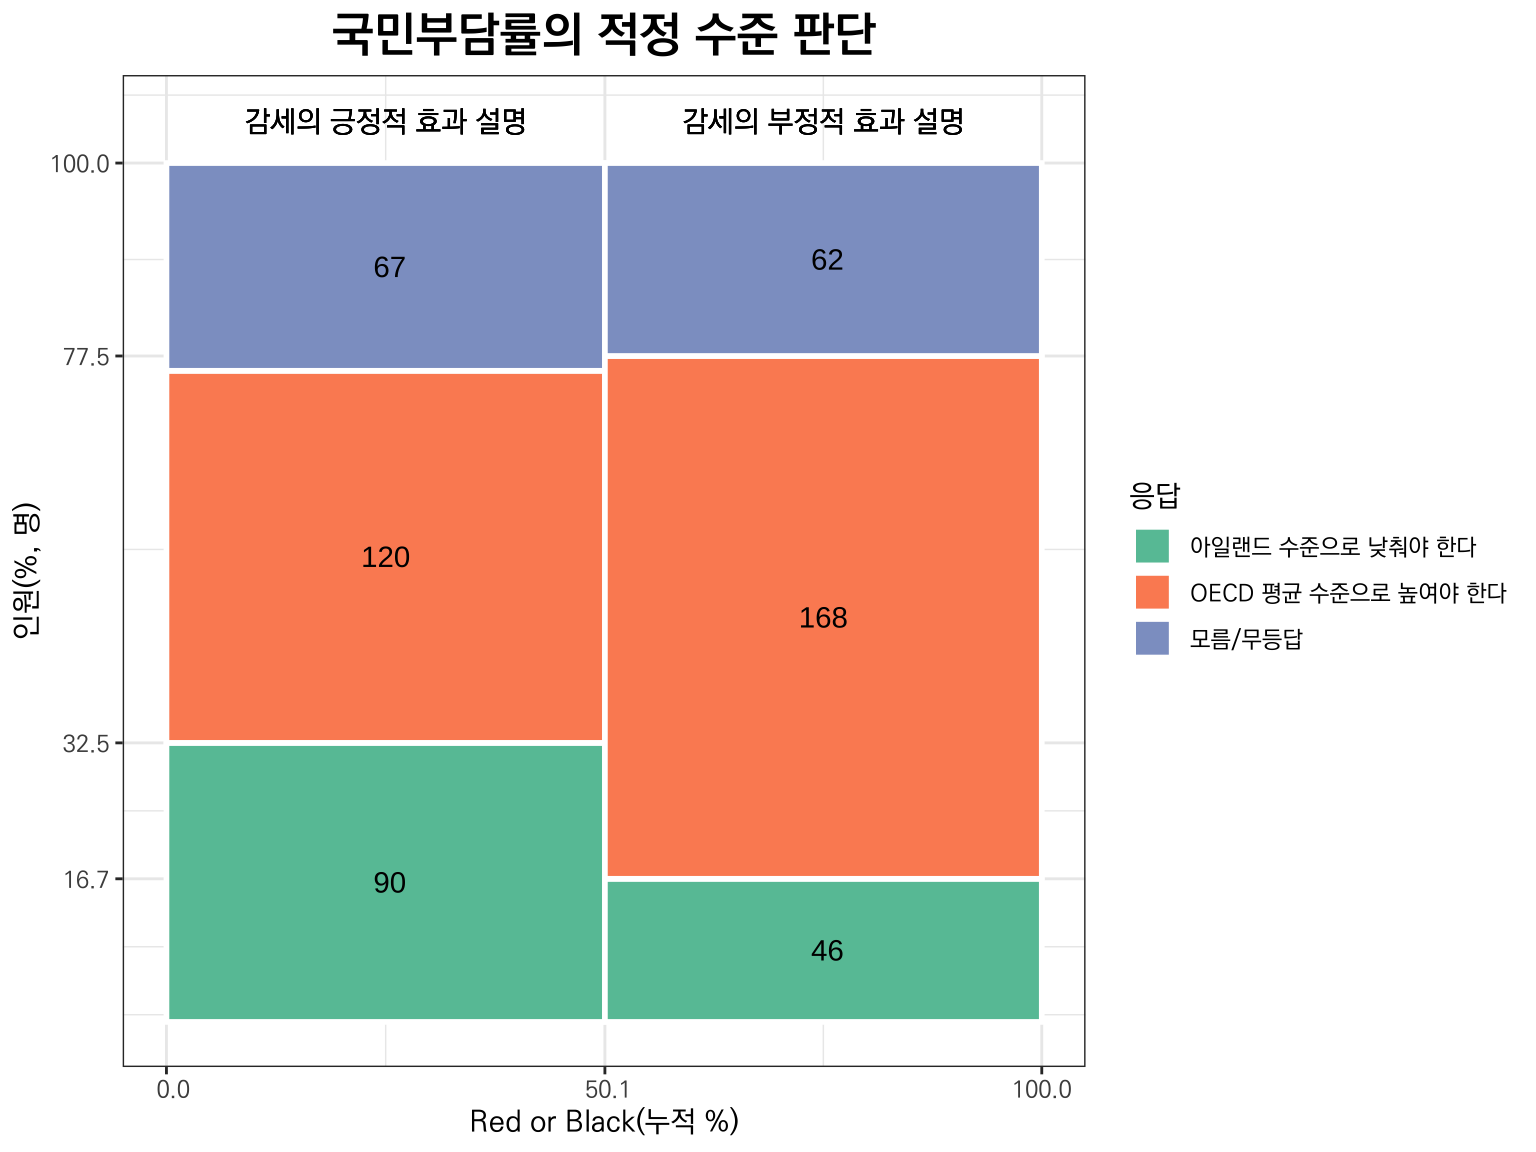 국민부담률의 적정 수준 판단
감세의 긍정적 효과 설명
감세의 부정적 효과 설명
100.0
77.5
32.5
16.7
인원(%, 명)
67
62
120
168
90
46
0.0
50.1
100.0
Red or Black(누적 %)
응답
아일랜드 수준으로 낮춰야 한다
OECD 평균 수준으로 높여야 한다
모름/무등답